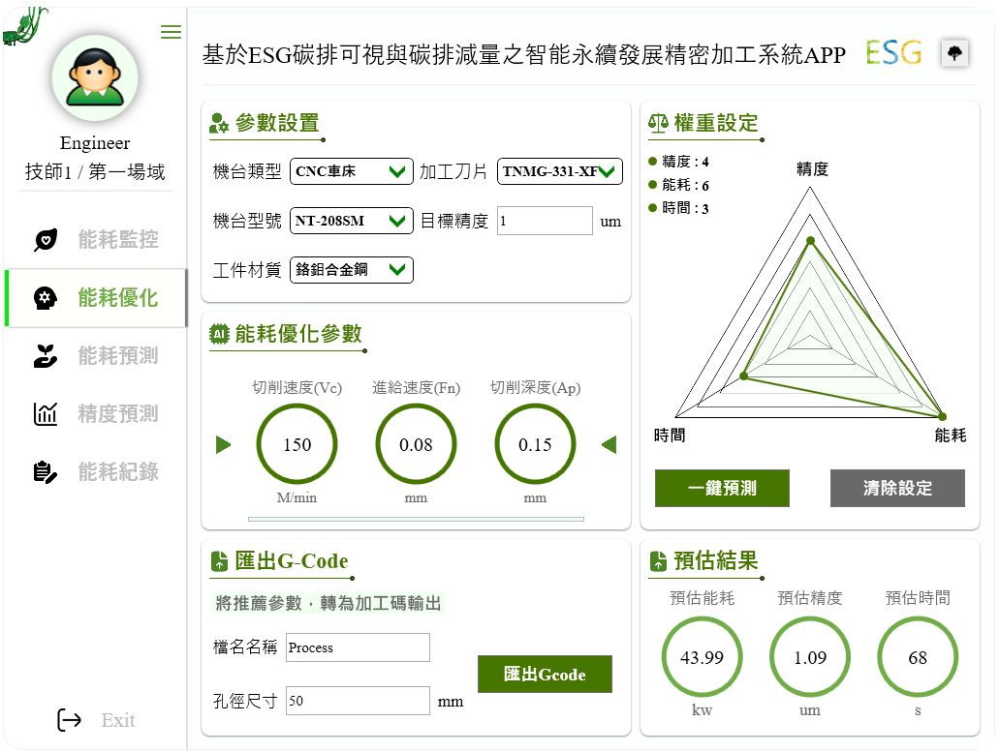 Engineer
技師1 / 第一場域
能耗監控
能耗優化
能耗預測
精度預測
能耗紀錄
Exit
基於ESG碳排可視與碳排減量之智能永續發展精密加工系統APP ESG
參數設置
機台類型 CNC車床 加工刀片 TNMG-331-XF
機台型號 NT-208SM 目標精度 1 um
工件材質 鉻鉬合金鋼
AI 能耗優化參數
切削速度(Vc) 進給速度(Fn) 切削深度(Ap)
150 0.08 0.15
M/min mm mm
匯出G-Code
將推薦參數，轉為加工碼輸出
檔名名稱 Process
孔徑尺寸 50 mm
匯出Gcode
權重設定
精度 : 4
能耗 : 6
時間 : 3
精度
時間 能耗
一鍵預測 清除設定
預估結果
預估能耗 預估精度 預估時間
43.99 1.09 68
kw um s